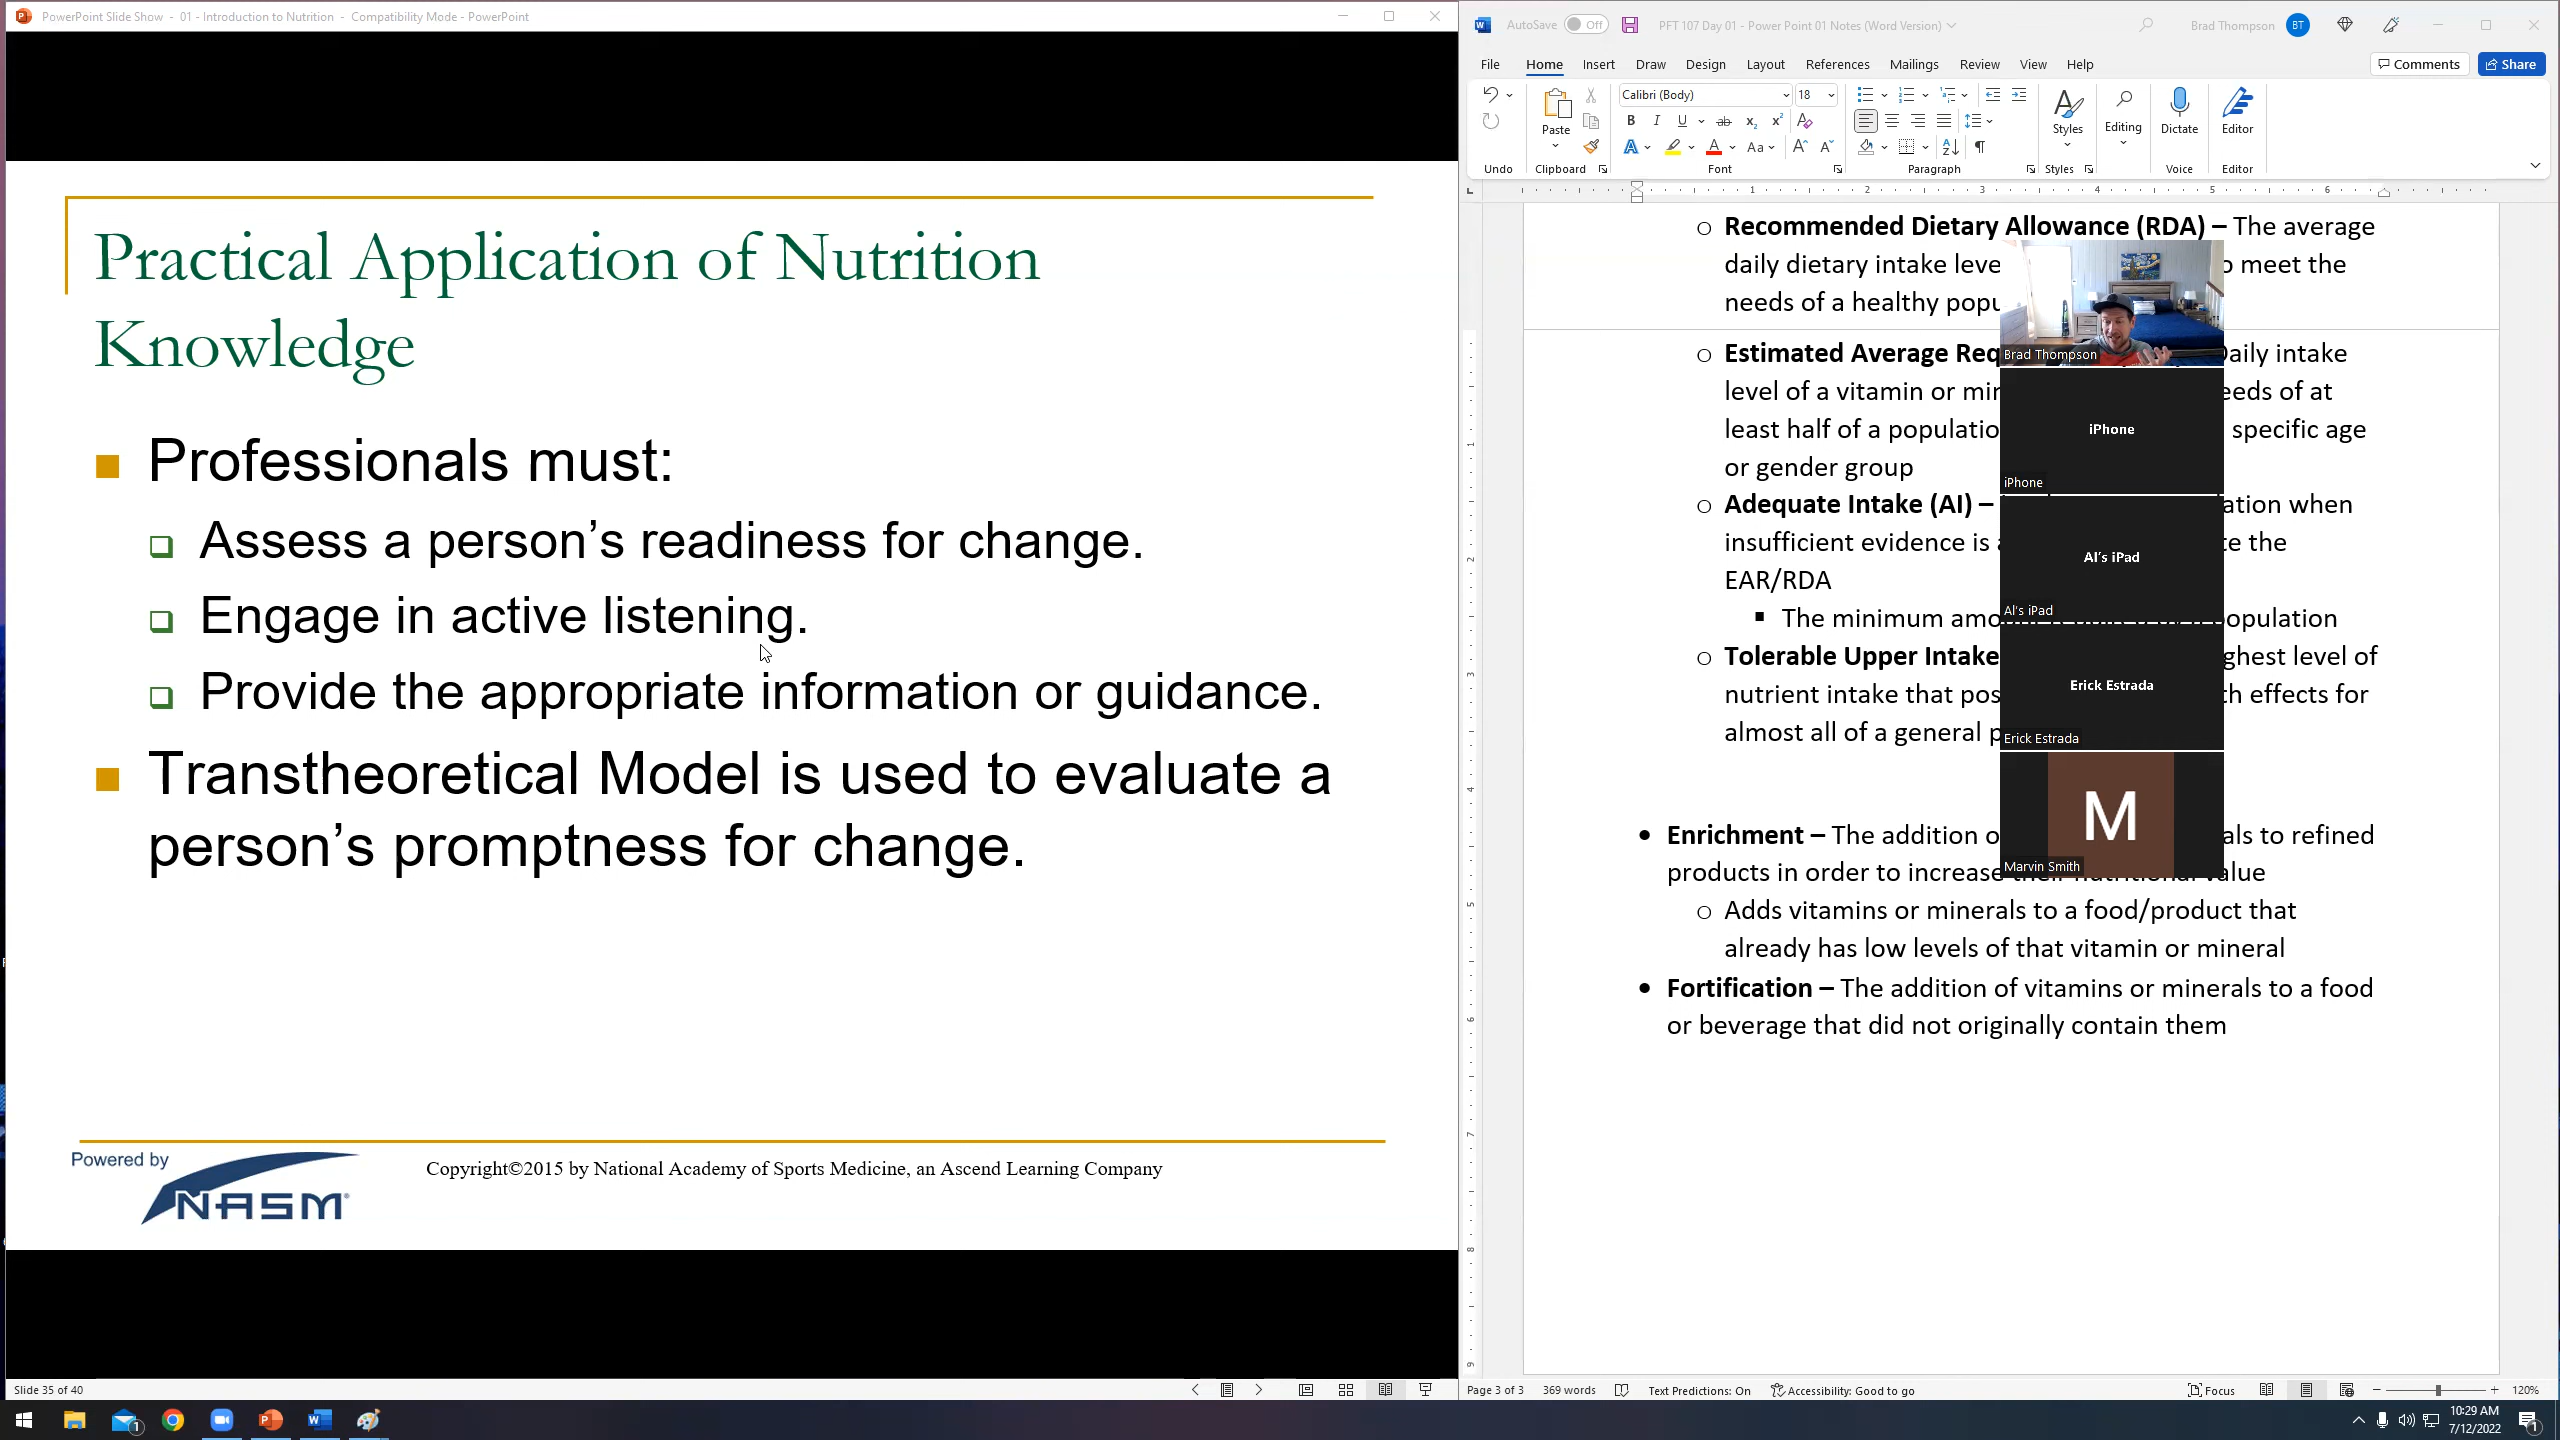 PowerPoint Slide Show - 01 - Introduction to Nutrition - Compatibility Mode - PowerPoint
Practical Application of Nutrition
Knowledge
Professionals must:
Assess a person's readiness for change.
Engage in active listening.
Provide the appropriate information or guidance.
Transtheoretical Model is used to evaluate a
person's promptness for change.
Powered by
NASM
Copyright©2015 by National Academy of Sports Medicine, an Ascend Learning Company
Slide 35 of 40
AutoSave Off PFT 107 Day 01 - Power Point 01 Notes (Word Version) Brad Thompson BT
File Home Insert Draw Design Layout References Mailings Review View Help Comments Share
Calibri (Body) 18
Paste Styles Editing Dictate Editor
Undo Clipboard Font Paragraph Styles Voice Editor
1 2 3 4 5 6
Recommended Dietary Allowance (RDA) – The average
daily dietary intake leve o meet the
needs of a healthy popu
Estimated Average Req Daily intake
level of a vitamin or min eeds of at
least half of a populatio specific age
or gender group
Adequate Intake (AI) – ation when
insufficient evidence is a te the
EAR/RDA
The minimum amo population
Tolerable Upper Intake ghest level of
nutrient intake that pos th effects for
almost all of a general p
Enrichment – The addition o als to refined
products in order to increase their nutritional value
Adds vitamins or minerals to a food/product that
already has low levels of that vitamin or mineral
Fortification – The addition of vitamins or minerals to a food
or beverage that did not originally contain them
Brad Thompson
iPhone
iPhone
Al's iPad
Al's iPad
Erick Estrada
Erick Estrada
M
Marvin Smith
Page 3 of 3 369 words Text Predictions: On Accessibility: Good to go Focus 120%
10:29 AM
7/12/2022